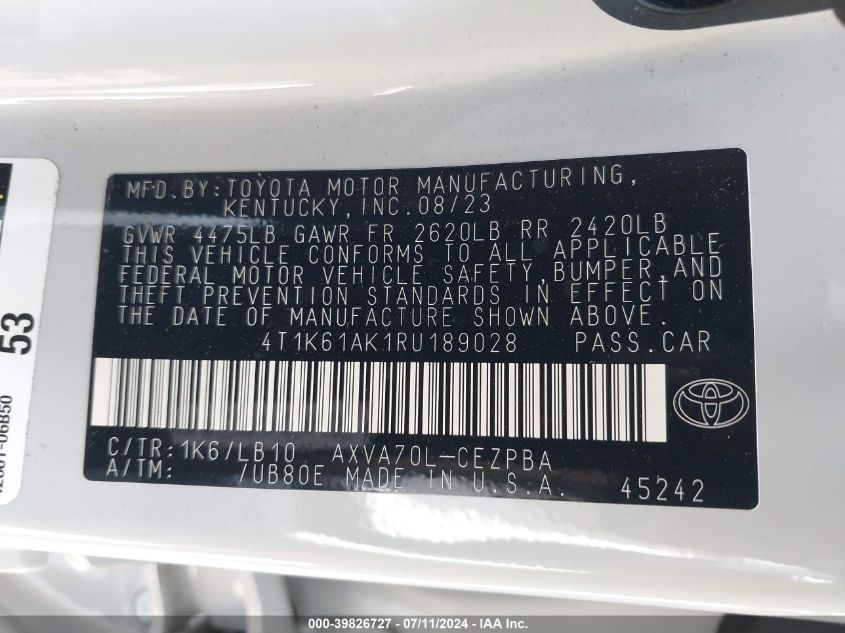 MFD. BY: TOYOTA MOTOR MANUFACTURING,
KENTUCKY, INC. 08/23
GVWR 4475LB GAWR FR 2620LB RR 2420LB
THIS VEHICLE CONFORMS TO ALL APPLICABLE
FEDERAL MOTOR VEHICLE SAFETY, BUMPER, AND
THEFT PREVENTION STANDARDS IN EFFECT ON
THE DATE OF MANUFACTURE SHOWN ABOVE.
4T1K61AK1RU189028 PASS.CAR
C/TR: 1K6/LB10 AXVA70L-CEZPBA
A/TM: /UB80E MADE IN U.S.A. 45242
53
000-39826727 - 07/11/2024 - Copart